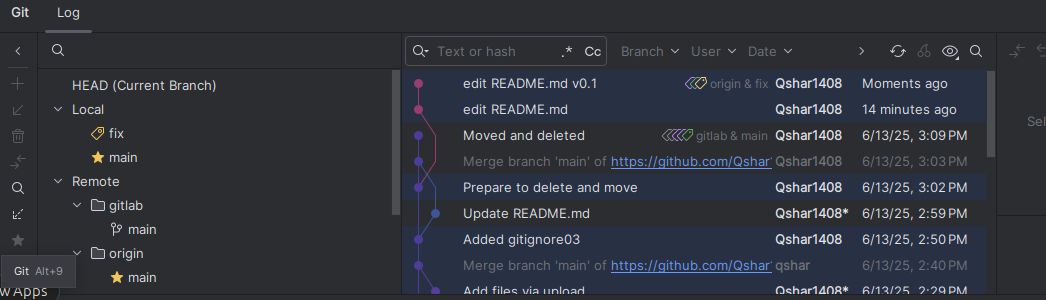 Git Log
Text or hash .* Cc Branch User Date
HEAD (Current Branch)
Local
fix
main
Remote
gitlab
main
origin
main
edit README.md v0.1 origin & fix Qshar1408 Moments ago
edit README.md Qshar1408 14 minutes ago
Moved and deleted gitlab & main Qshar1408 6/13/25, 3:09 PM
Merge branch 'main' of https://github.com/Qshar Qshar1408 6/13/25, 3:03 PM
Prepare to delete and move Qshar1408 6/13/25, 3:02 PM
Update README.md Qshar1408* 6/13/25, 2:59 PM
Added gitignore03 Qshar1408 6/13/25, 2:50 PM
Merge branch 'main' of https://github.com/Qshar qshar 6/13/25, 2:40 PM
Add files via upload Qshar1408* 6/13/25, 2:29 PM
Sel
Git Alt+9
w Apps